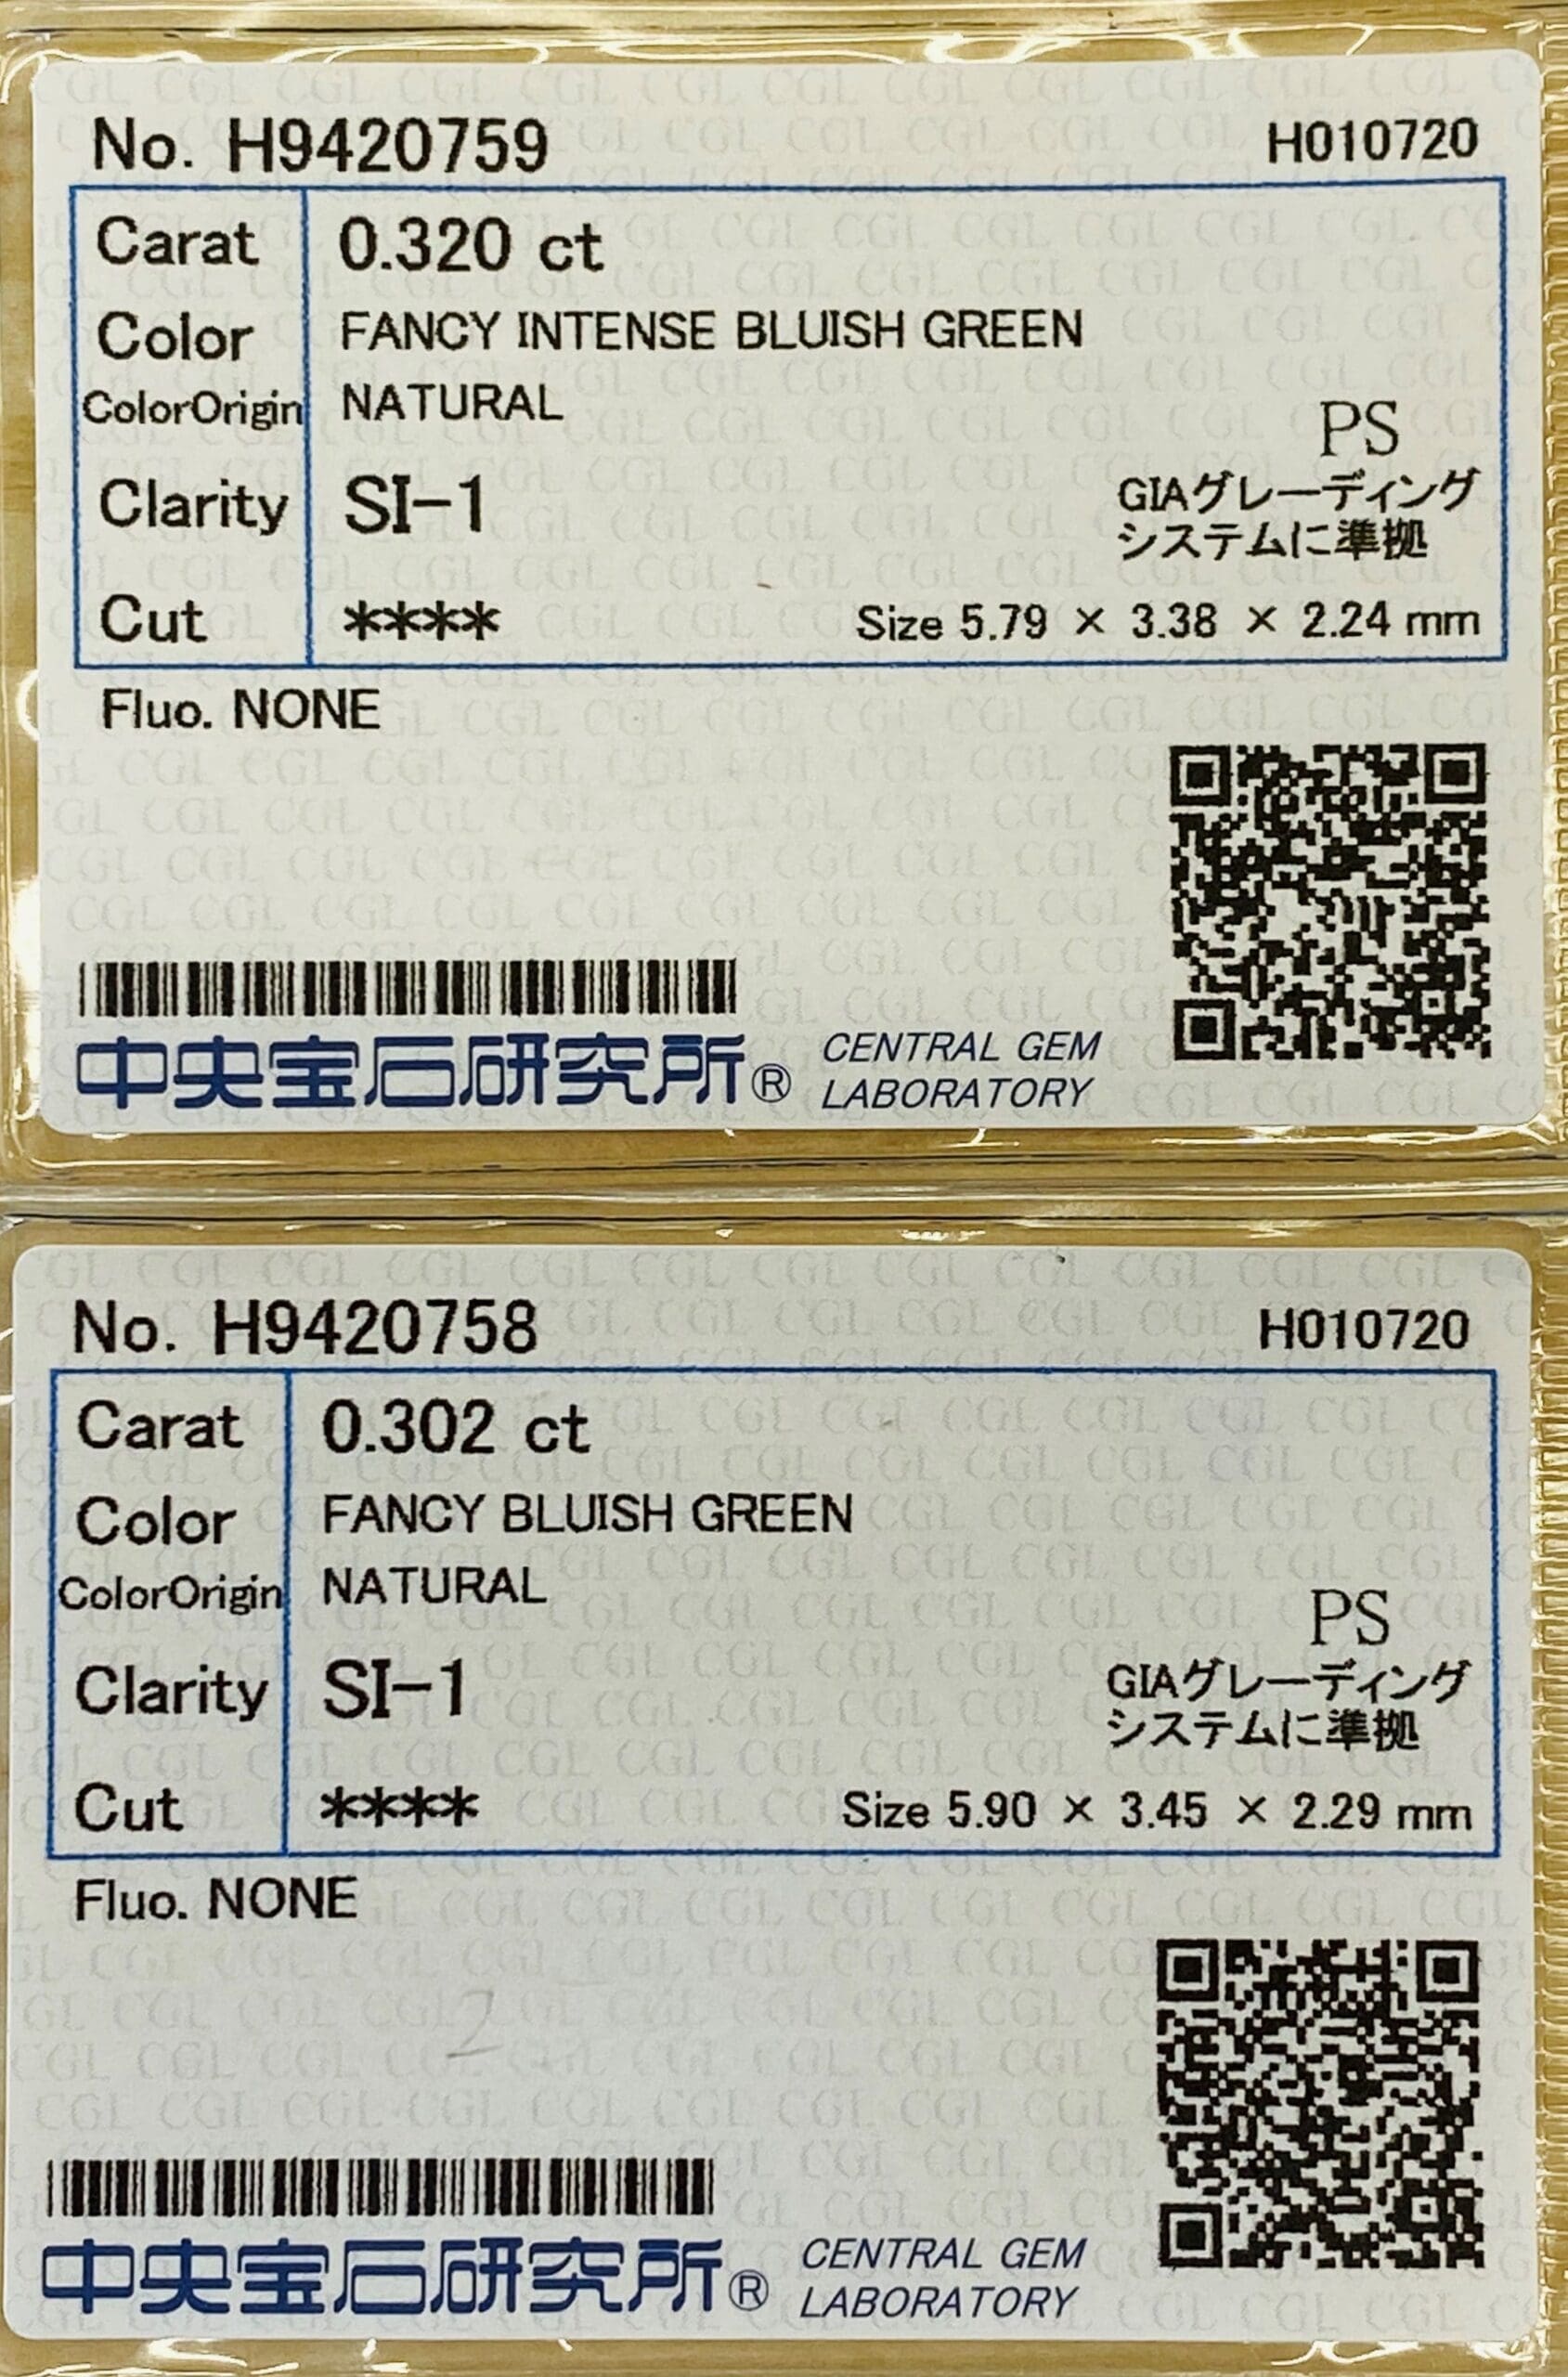 No. H9420759 H010720
Carat 0.320 ct
Color FANCY INTENSE BLUISH GREEN
ColorOrigin NATURAL
PS
Clarity SI-1 GIAグレーディング
システムに準拠
Cut **** Size 5.79 × 3.38 × 2.24 mm
Fluo. NONE
中央宝石研究所® CENTRAL GEM
LABORATORY
No. H9420758 H010720
Carat 0.302 ct
Color FANCY BLUISH GREEN
ColorOrigin NATURAL
PS
Clarity SI-1 GIAグレーディング
システムに準拠
Cut **** Size 5.90 × 3.45 × 2.29 mm
Fluo. NONE
2
中央宝石研究所® CENTRAL GEM
LABORATORY